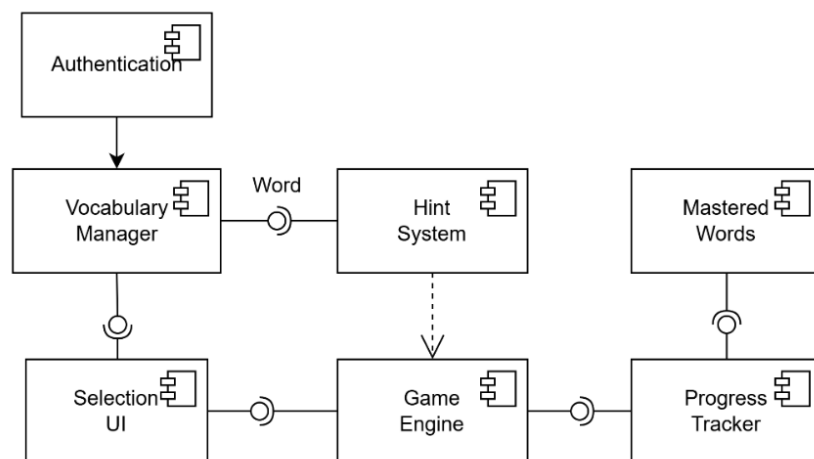 Authentication
Vocabulary
Manager
Word
Hint
System
Mastered
Words
Selection
UI
Game
Engine
Progress
Tracker